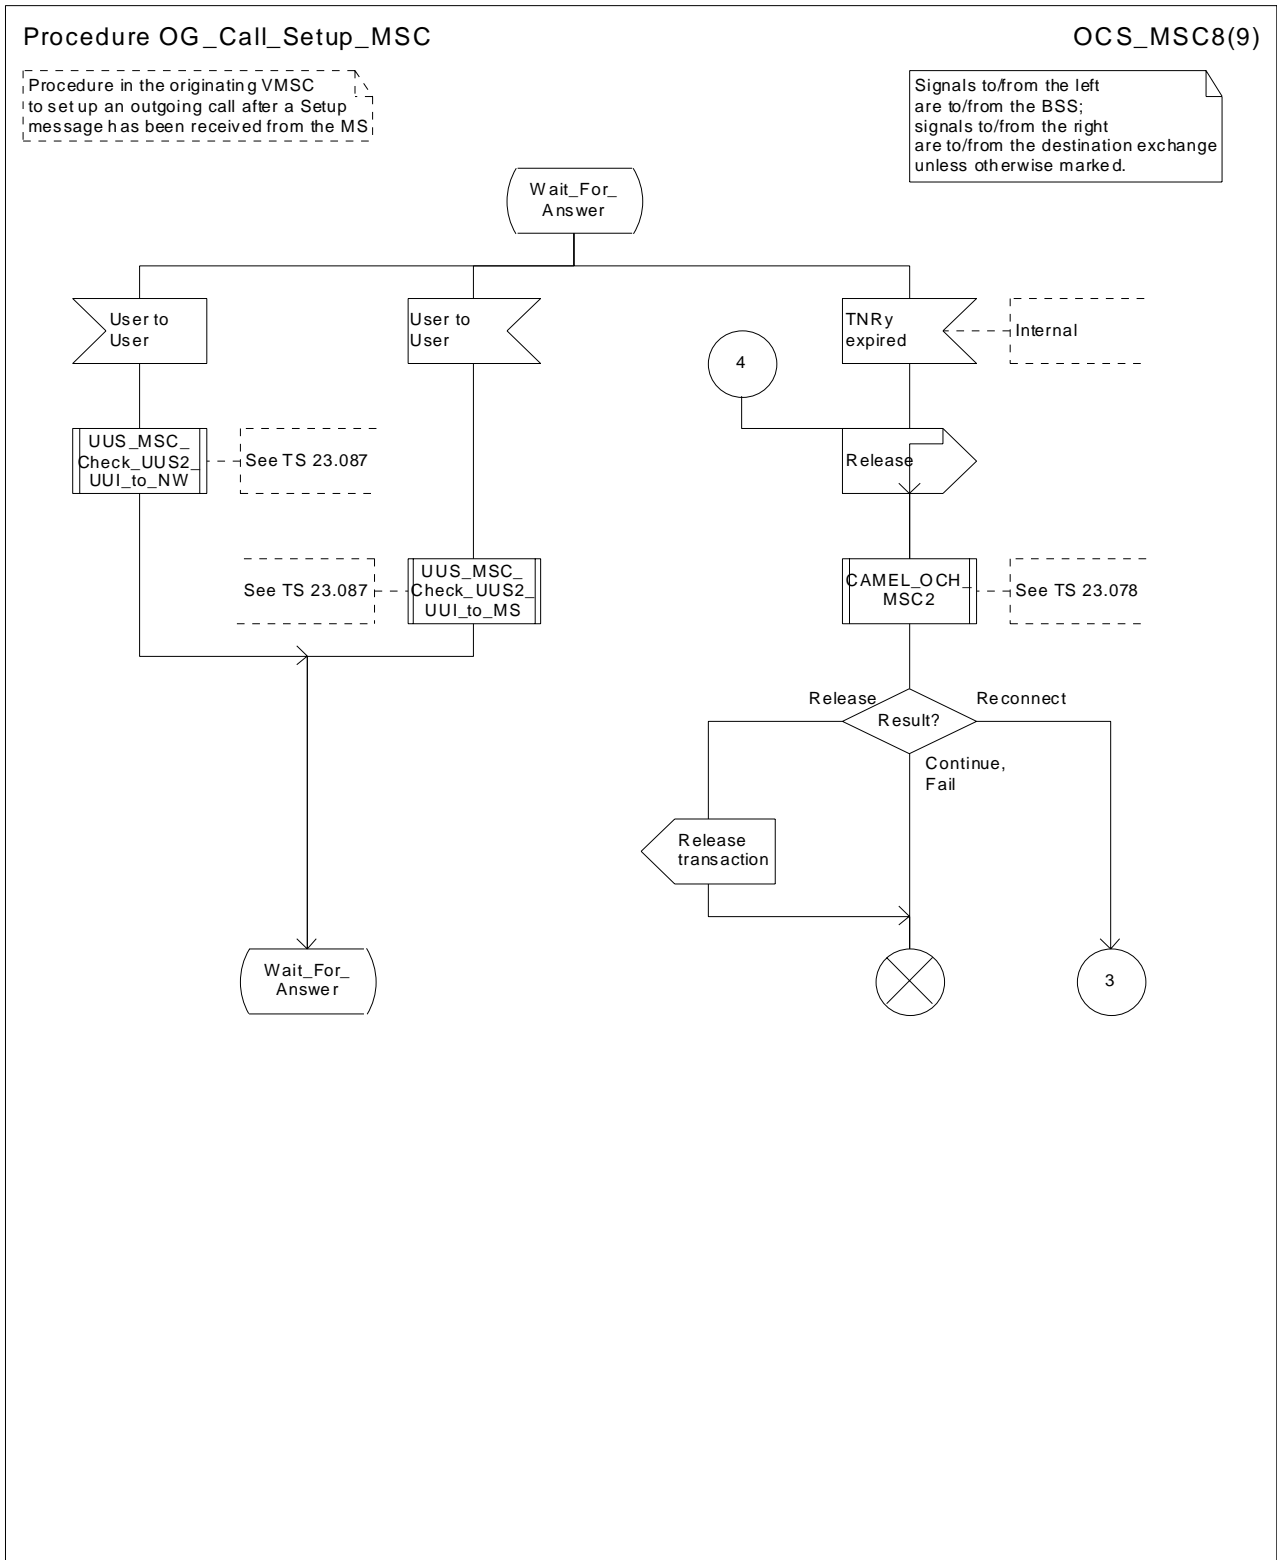 Procedure OG_Call_Setup_MSC
OCS_MSC8(9)
Procedure in the originating VMSC
to set up an outgoing call after a Setup
message has been received from the MS
Signals to/from the left
are to/from the BSS;
signals to/from the right
are to/from the destination exchange
unless otherwise marked.
Wait_For_
Answer
User to
User
User to
User
TNRy
expired
Internal
4
UUS_MSC_
Check_UUS2_
UUI_to_NW
See TS 23.087
Release
See TS 23.087
UUS_MSC_
Check_UUS2_
UUI_to_MS
CAMEL_OCH_
MSC2
See TS 23.078
Release
Result?
Reconnect
Continue,
Fail
Release
transaction
Wait_For_
Answer
3